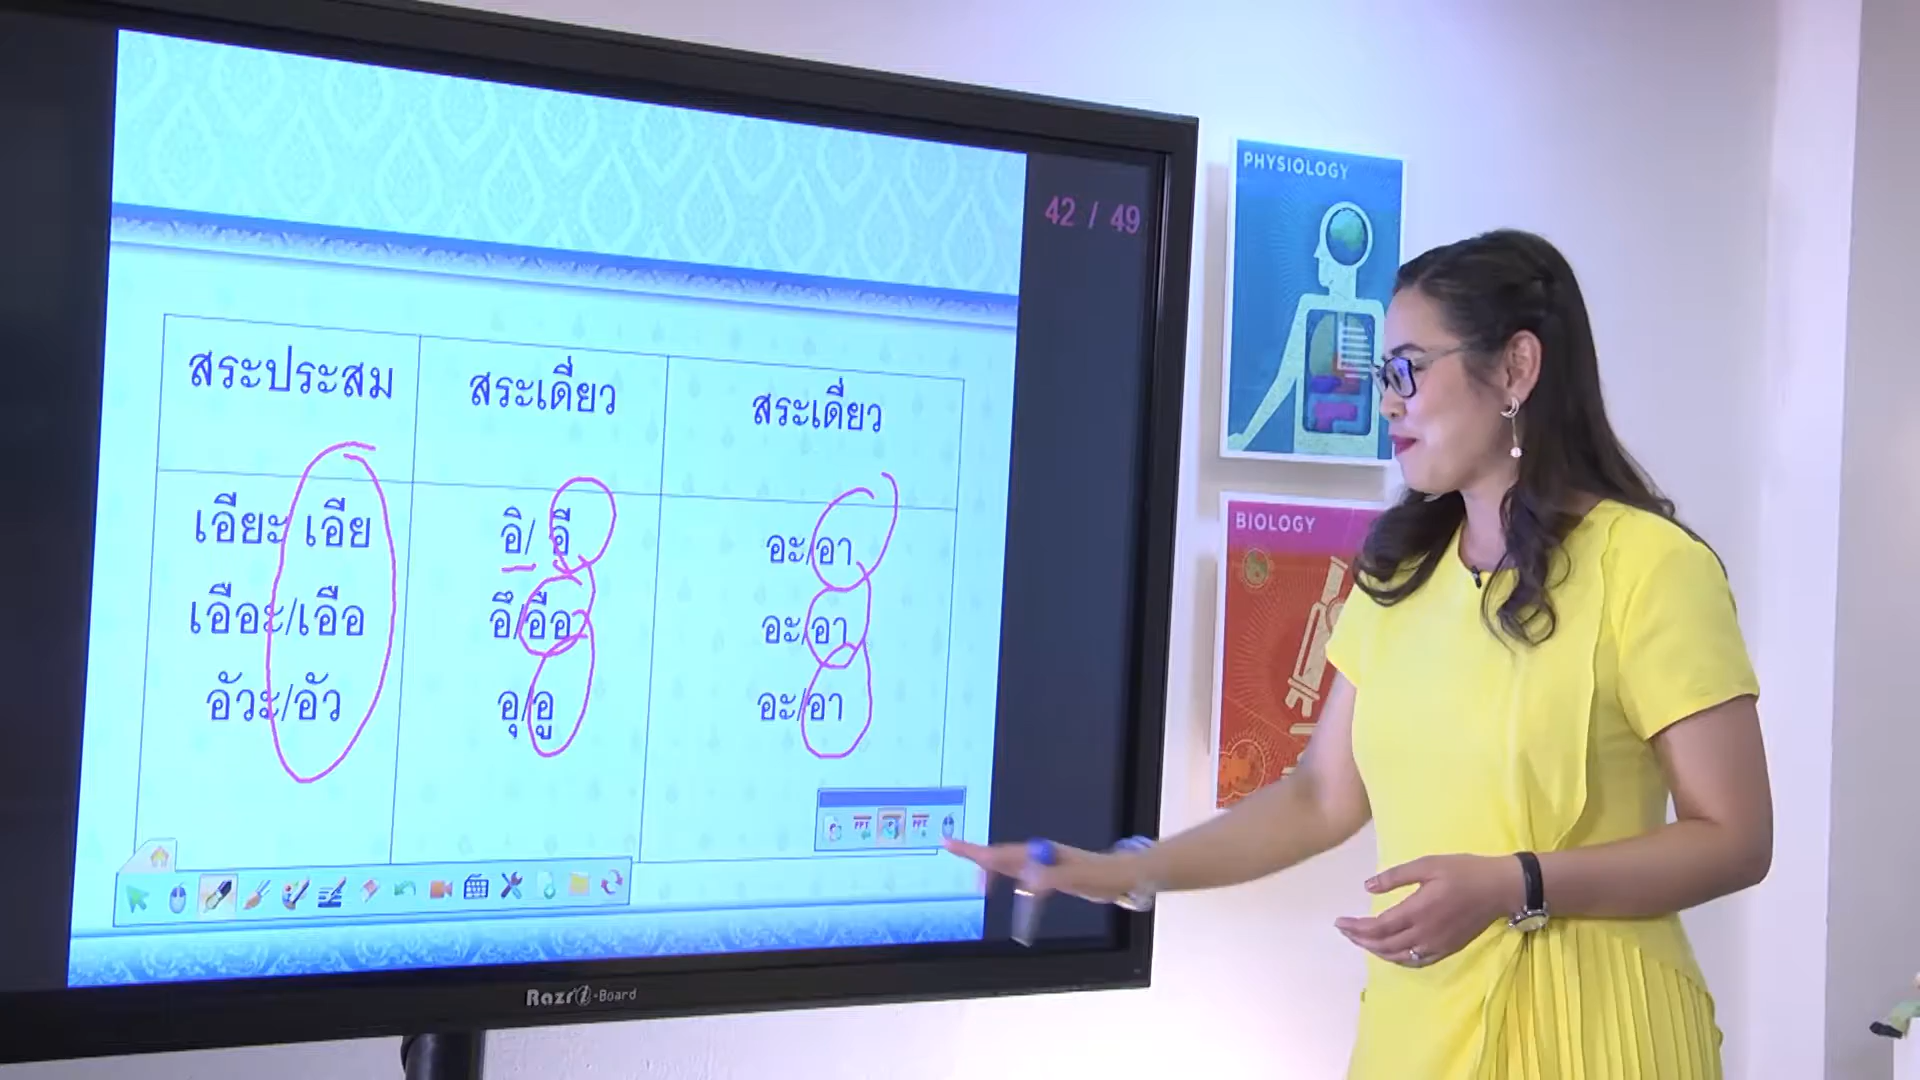 42 / 49
PHYSIOLOGY
สระประสม สระเดี่ยว สระเดี่ยว
เอียะ เอีย อิ/ อี อะ/อา
เอือะ/เอือ อึ/อือ อะ/อา
อัวะ/อัว อุ/อู อะ/อา
BIOLOGY
PPT PPT
Razri-Board